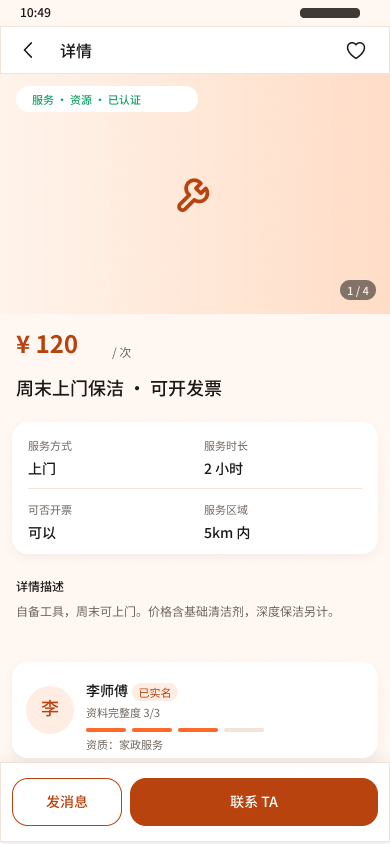 10:49
详情
服务 • 资源 • 已认证
1 / 4
¥ 120 / 次
周末上门保洁 • 可开发票
服务方式 服务时长
上门 2 小时
可否开票 服务区域
可以 5km 内
详情描述
自备工具，周末可上门。价格含基础清洁剂，深度保洁另计。
李
李师傅 已实名
资料完整度 3/3
资质：家政服务
发消息 联系 TA